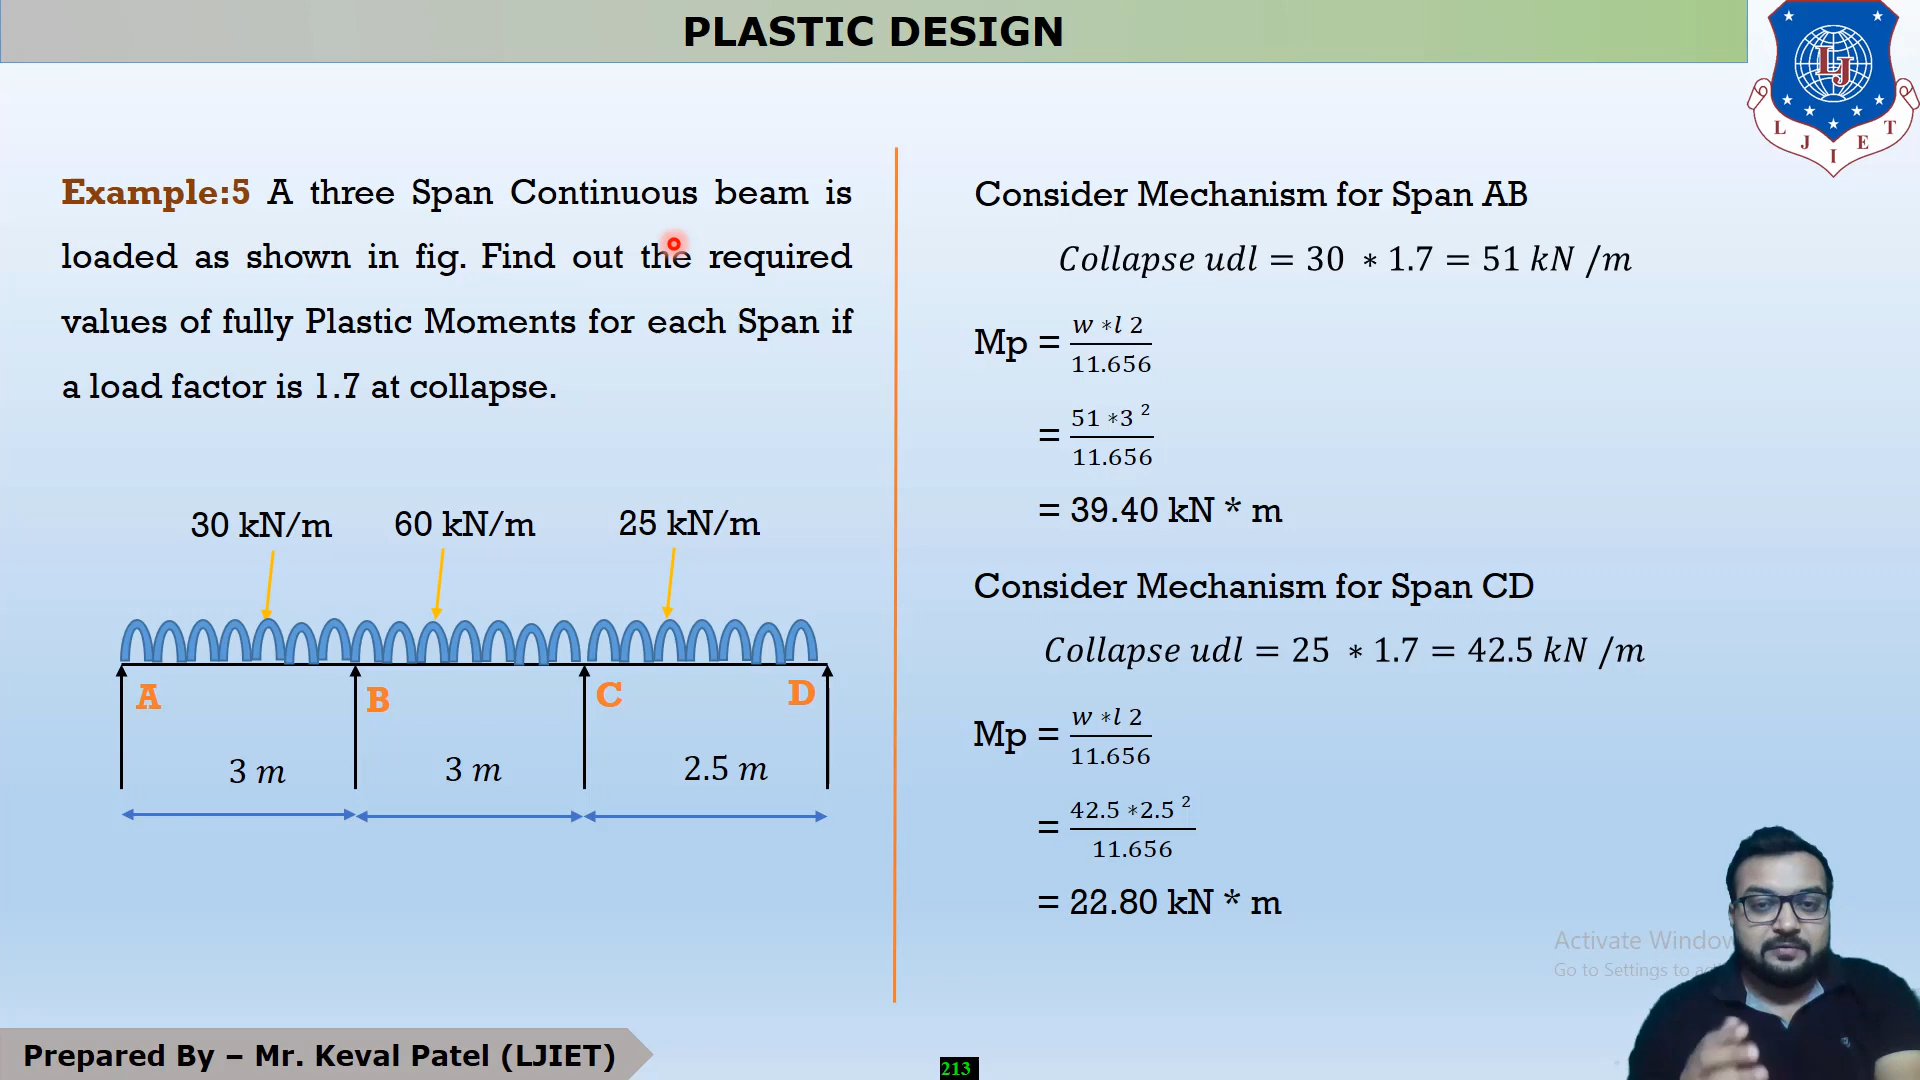 PLASTIC DESIGN
LJ
L J I E T
Example:5 A three Span Continuous beam is
loaded as shown in fig. Find out the required
values of fully Plastic Moments for each Span if
a load factor is 1.7 at collapse.
30 kN/m 60 kN/m 25 kN/m
A B C D
3 m 3 m 2.5 m
Consider Mechanism for Span AB
Collapse udl = 30 * 1.7 = 51 kN /m
Mp = w *l 2 / 11.656
= 51 *3 ² / 11.656
= 39.40 kN * m
Consider Mechanism for Span CD
Collapse udl = 25 * 1.7 = 42.5 kN /m
Mp = w *l 2 / 11.656
= 42.5 *2.5 ² / 11.656
= 22.80 kN * m
Activate
Go to Settings to
Prepared By – Mr. Keval Patel (LJIET)
213